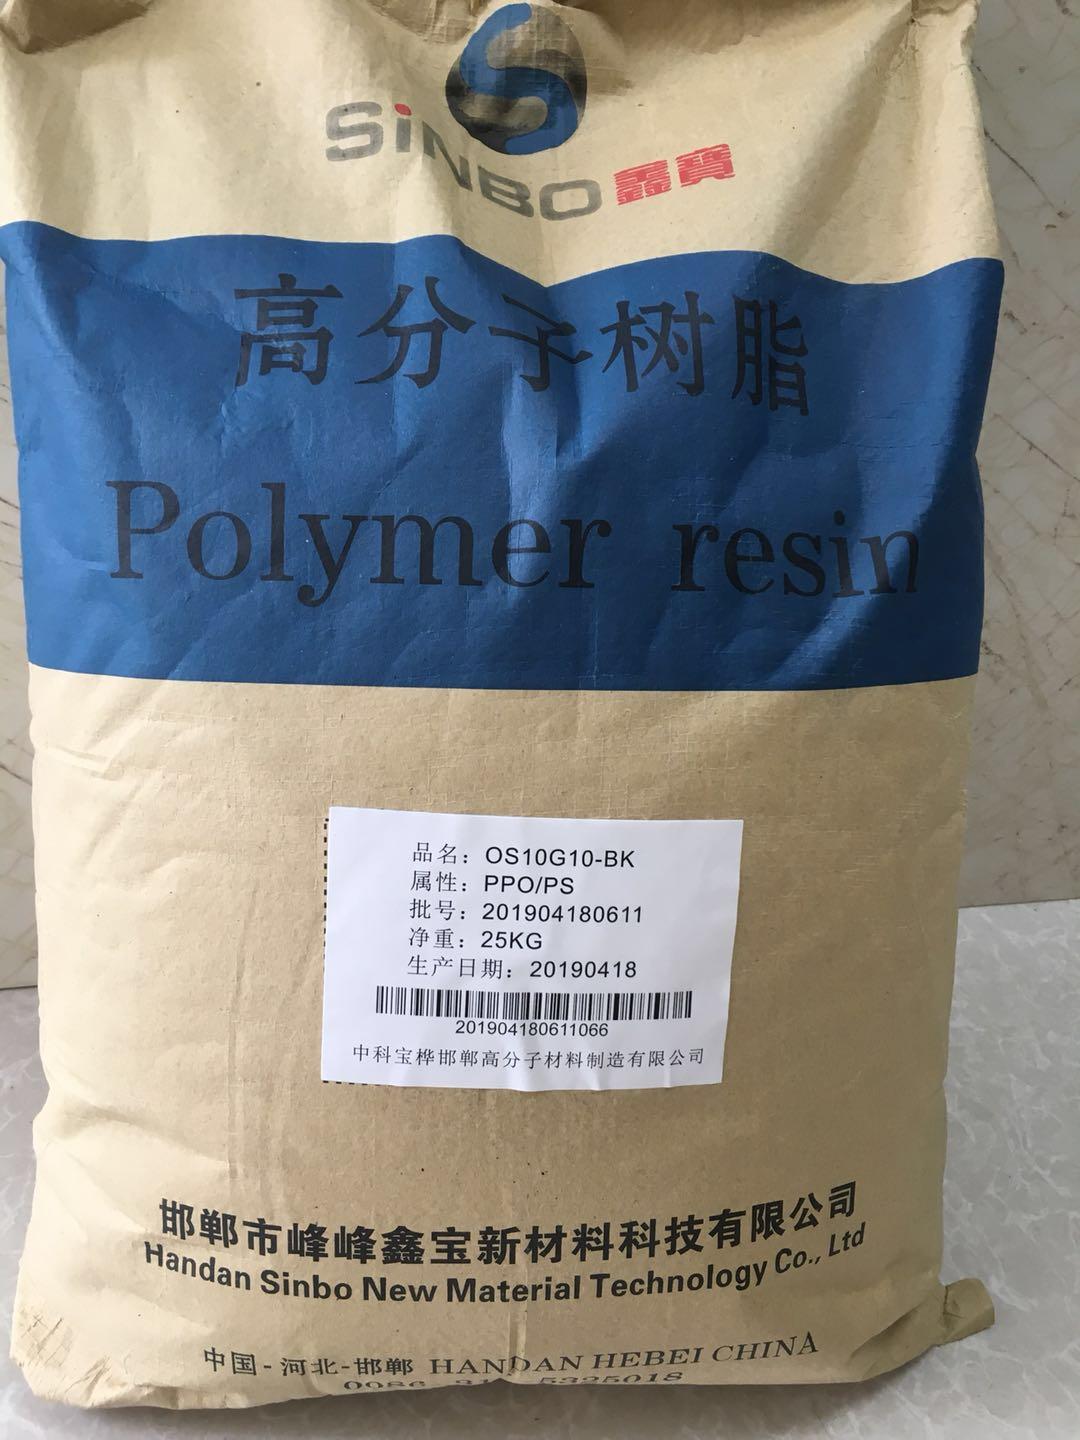 SiNBO 鑫寶
高分子树脂
Polymer resin
品名：OS10G10-BK
属性：PPO/PS
批号：201904180611
净重：25KG
生产日期：20190418
201904180611066
中科宝桦邯郸高分子材料制造有限公司
邯郸市峰峰鑫宝新材料科技有限公司
Handan Sinbo New Material Technology Co., Ltd
中国-河北-邯郸 HANDAN HEBEI CHINA
0086 5325018